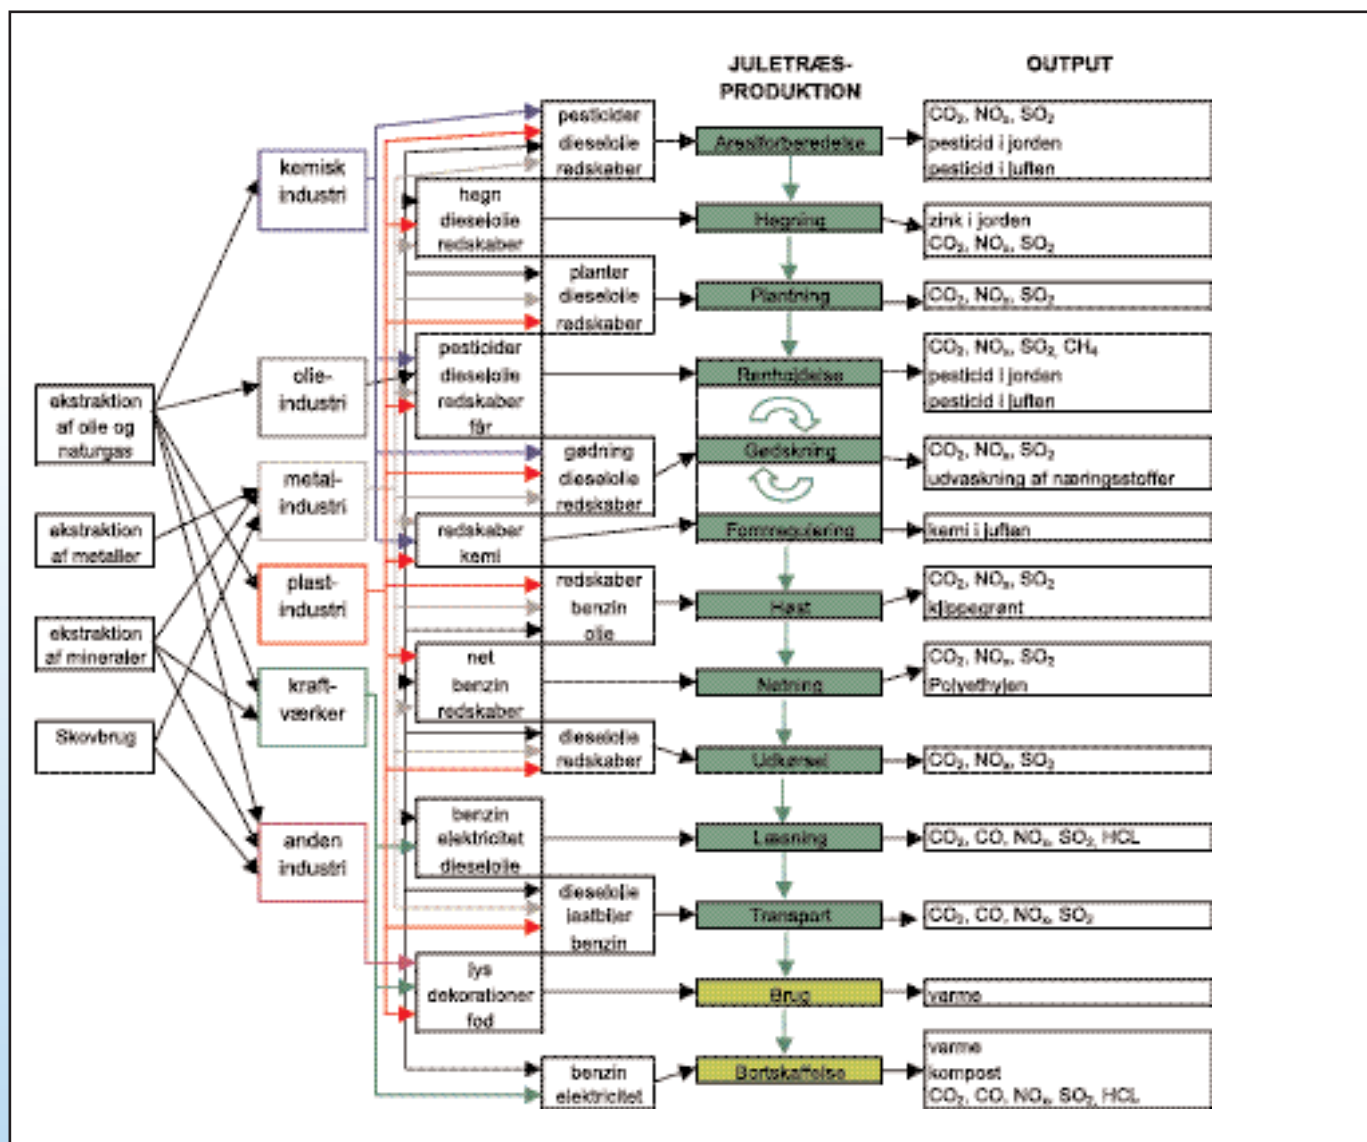 JULETRÆS-
PRODUKTION
OUTPUT
ekstraktion
af olie og
naturgas
ekstraktion
af metaller
ekstraktion
af mineraler
Skovbrug
kemisk
industri
olie-
industri
metal-
industri
plast-
industri
kraft-
værker
anden
industri
pesticider
dieselolie
redskaber
hegn
dieselolie
redskaber
planter
dieselolie
redskaber
pesticider
dieselolie
redskaber
får
gødning
dieselolie
redskaber
redskaber
kemi
redskaber
benzin
olie
net
benzin
redskaber
dieselolie
redskaber
benzin
elektricitet
dieselolie
dieselolie
lastbiler
benzin
lys
dekorationer
fod
benzin
elektricitet
Arealforberedelse
Hegning
Plantning
Renholdelse
Gødskning
Formregulering
Høst
Netning
Udkørsel
Læsning
Transport
Brug
Bortskaffelse
CO₂, NOₓ, SO₂
pesticid i jorden
pesticid i luften
zink i jorden
CO₂, NOₓ, SO₂
CO₂, NOₓ, SO₂
CO₂, NOₓ, SO₂, CH₄
pesticid i jorden
pesticid i luften
CO₂, NOₓ, SO₂
udvaskning af næringsstoffer
kemi i luften
CO₂, NOₓ, SO₂
klippegrønt
CO₂, NOₓ, SO₂
Polyethylen
CO₂, NOₓ, SO₂
CO₂, CO, NOₓ, SO₂, HCL
CO₂, CO, NOₓ, SO₂
varme
varme
kompost
CO₂, CO, NOₓ, SO₂, HCL